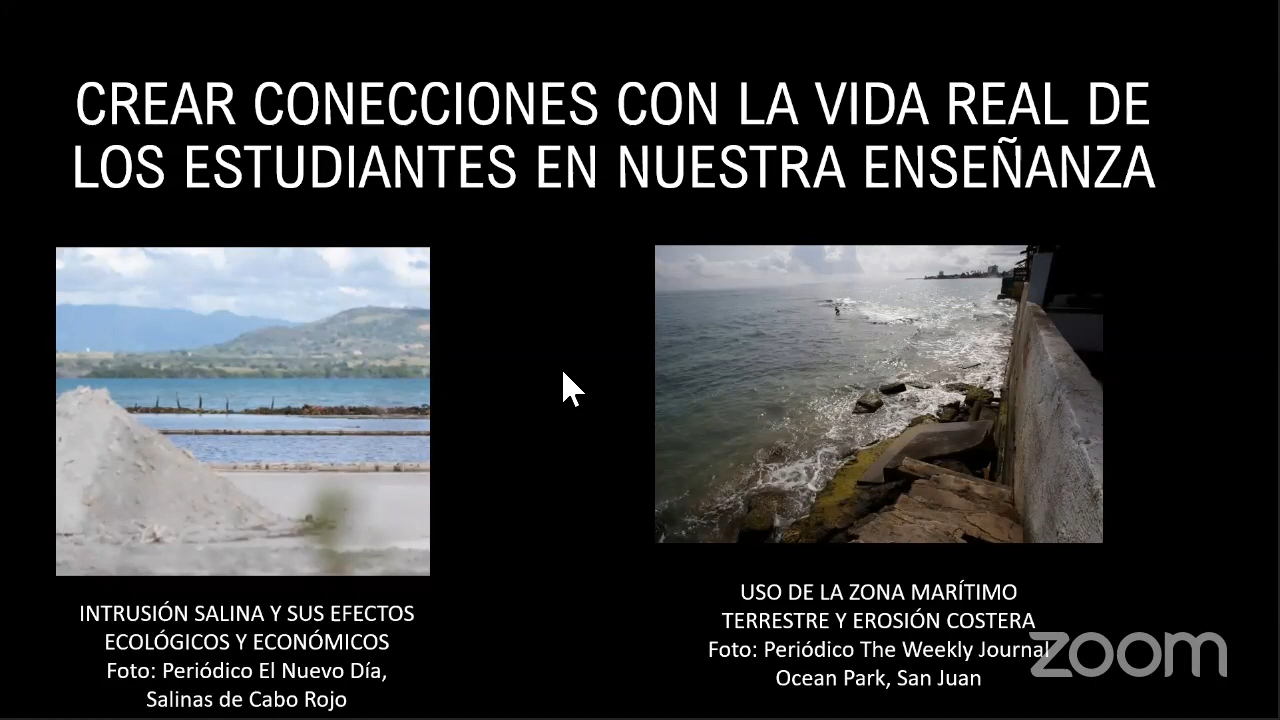 CREAR CONECCIONES CON LA VIDA REAL DE
LOS ESTUDIANTES EN NUESTRA ENSEÑANZA
INTRUSIÓN SALINA Y SUS EFECTOS
ECOLÓGICOS Y ECONÓMICOS
Foto: Periódico El Nuevo Día,
Salinas de Cabo Rojo
USO DE LA ZONA MARÍTIMO
TERRESTRE Y EROSIÓN COSTERA
Foto: Periódico The Weekly Journal
Ocean Park, San Juan
zoom